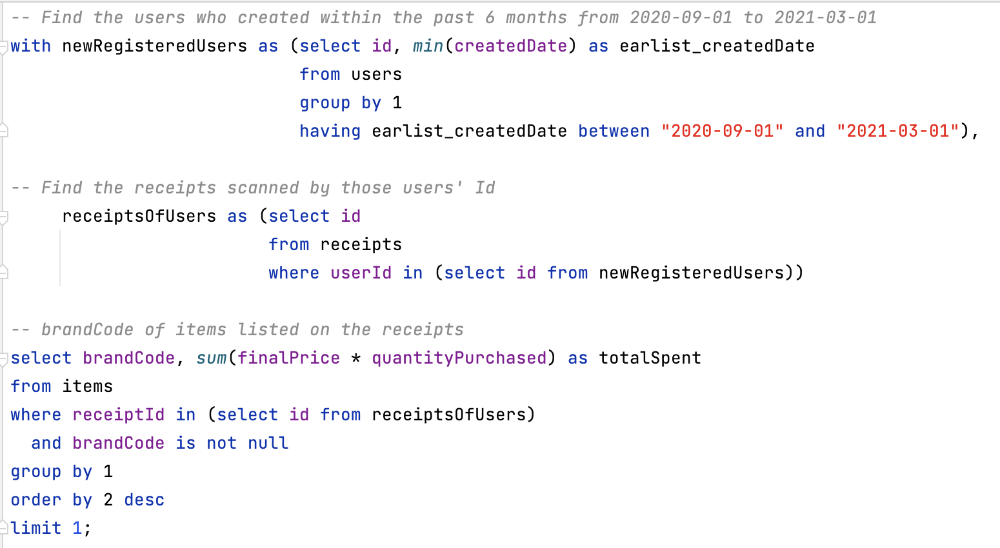 -- Find the users who created within the past 6 months from 2020-09-01 to 2021-03-01
with newRegisteredUsers as (select id, min(createdDate) as earlist_createdDate
from users
group by 1
having earlist_createdDate between "2020-09-01" and "2021-03-01"),
-- Find the receipts scanned by those users' Id
receiptsOfUsers as (select id
from receipts
where userId in (select id from newRegisteredUsers))
-- brandCode of items listed on the receipts
select brandCode, sum(finalPrice * quantityPurchased) as totalSpent
from items
where receiptId in (select id from receiptsOfUsers)
and brandCode is not null
group by 1
order by 2 desc
limit 1;